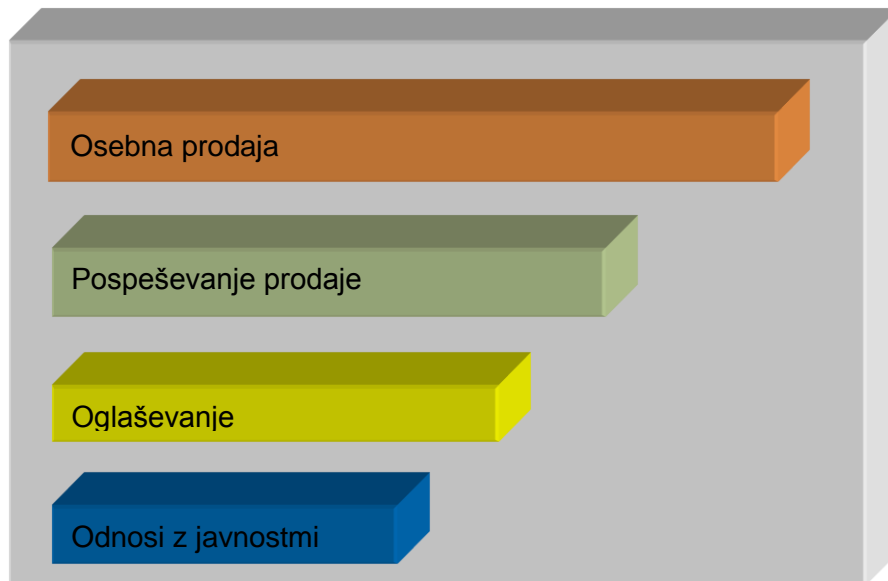 Osebna prodaja
Pospeševanje prodaje
Oglaševanje
Odnosi z javnostmi